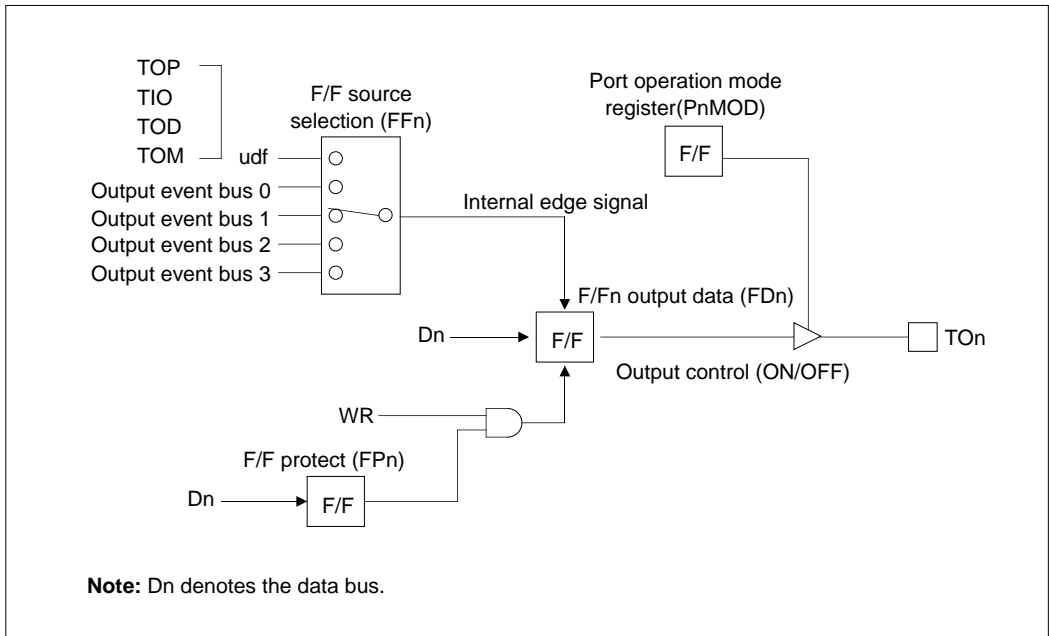 TOP
TIO
TOD
TOM
F/F source
selection (FFn)
udf
Output event bus 0
Output event bus 1
Output event bus 2
Output event bus 3
Port operation mode
register(PnMOD)
F/F
Internal edge signal
F/Fn output data (FDn)
Dn
F/F
TOn
Output control (ON/OFF)
WR
F/F protect (FPn)
Dn
F/F
Note: Dn denotes the data bus.